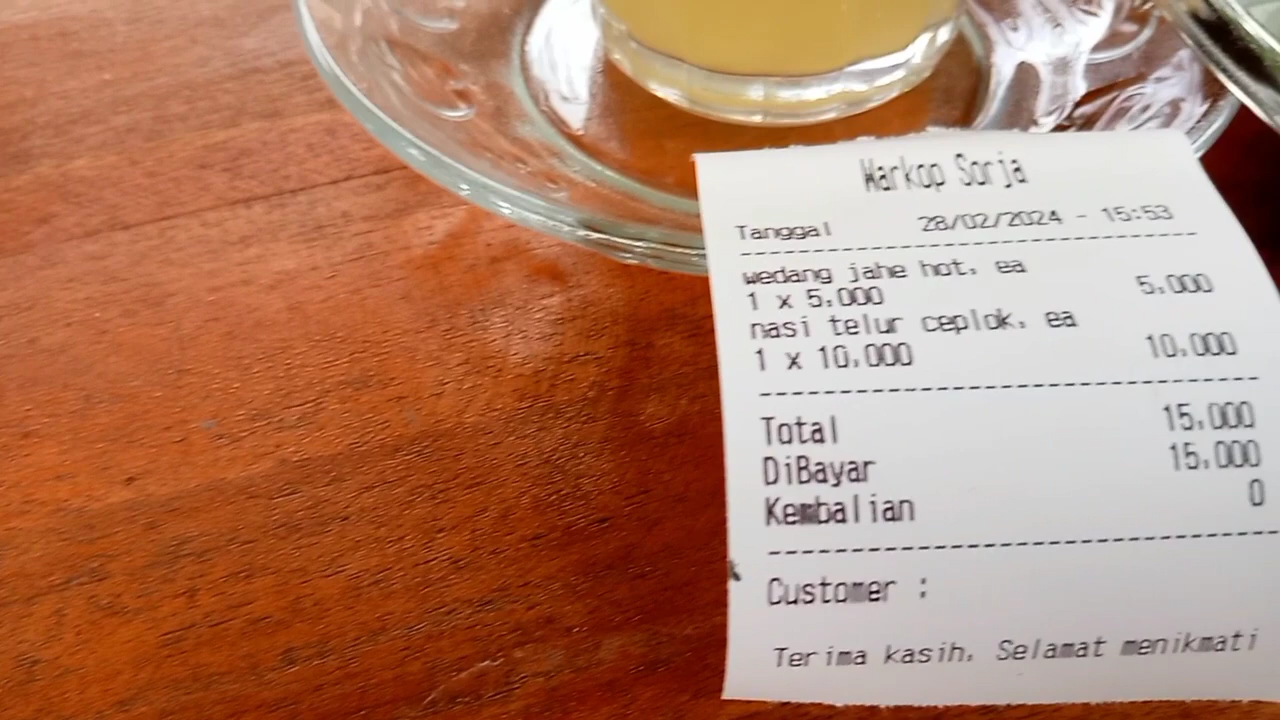 Warkop Sorja
Tanggal 28/02/2024 - 15:53
wedang jahe hot, ea
1 x 5,000 5,000
nasi telur ceplok, ea
1 x 10,000 10,000
Total 15,000
DiBayar 15,000
Kembalian 0
Customer :
Terima kasih, Selamat menikmati